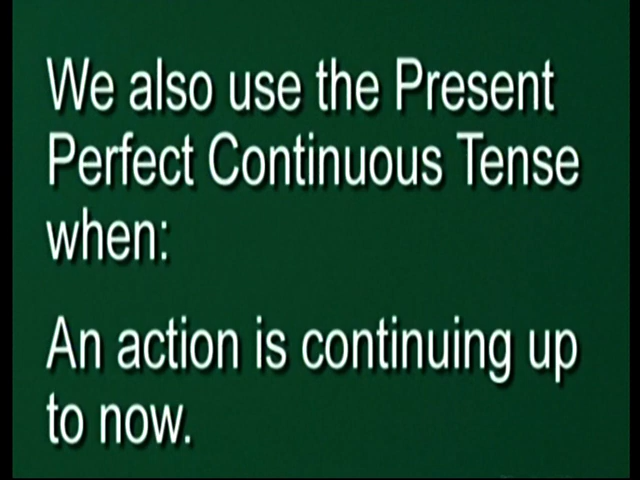 We also use the Present
Perfect Continuous Tense
when:
An action is continuing up
to now.